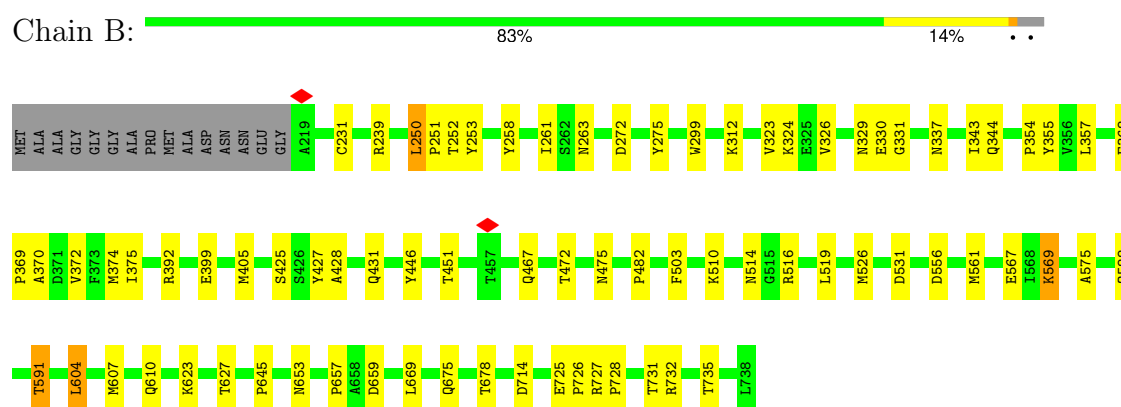 Chain B:
83% 14% • •
MET ALA ALA GLY GLY GLY ALA PRO MET ALA ASP ASN ASN GLU GLY A219 C231 R239 L250 P251 T252 Y253 Y258 I261 S262 N263 D272 Y275 W299 K312 V323 K324 E325 V326 N329 E330 G331 N337 I343 Q344 P354 Y355 V356 L357
P369 A370 D371 V372 F373 M374 I375 R392 E399 M405 S425 S426 Y427 A428 Q431 Y446 T451 T457 Q467 T472 N475 P482 F503 K510 N514 G515 R516 L519 M526 D531 D556 M561 E567 I568 K569 A575
T591 L604 M607 Q610 K623 T627 P645 N653 P657 A658 D659 L669 Q675 T678 D714 E725 P726 R727 P728 T731 R732 T735 L738